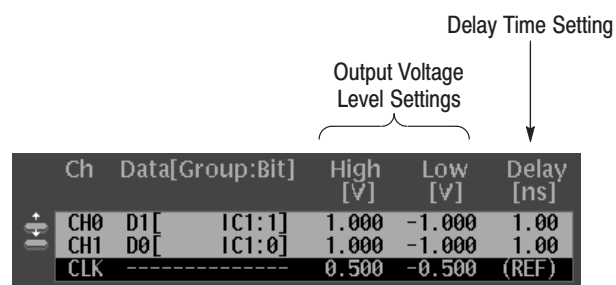 Delay Time Setting
Output Voltage
Level Settings
Ch Data[Group:Bit] High [V] Low [V] Delay [ns]
CH0 D1[ IC1:1] 1.000 -1.000 1.00
CH1 D0[ IC1:0] 1.000 -1.000 1.00
CLK -------------- 0.500 -0.500 (REF)